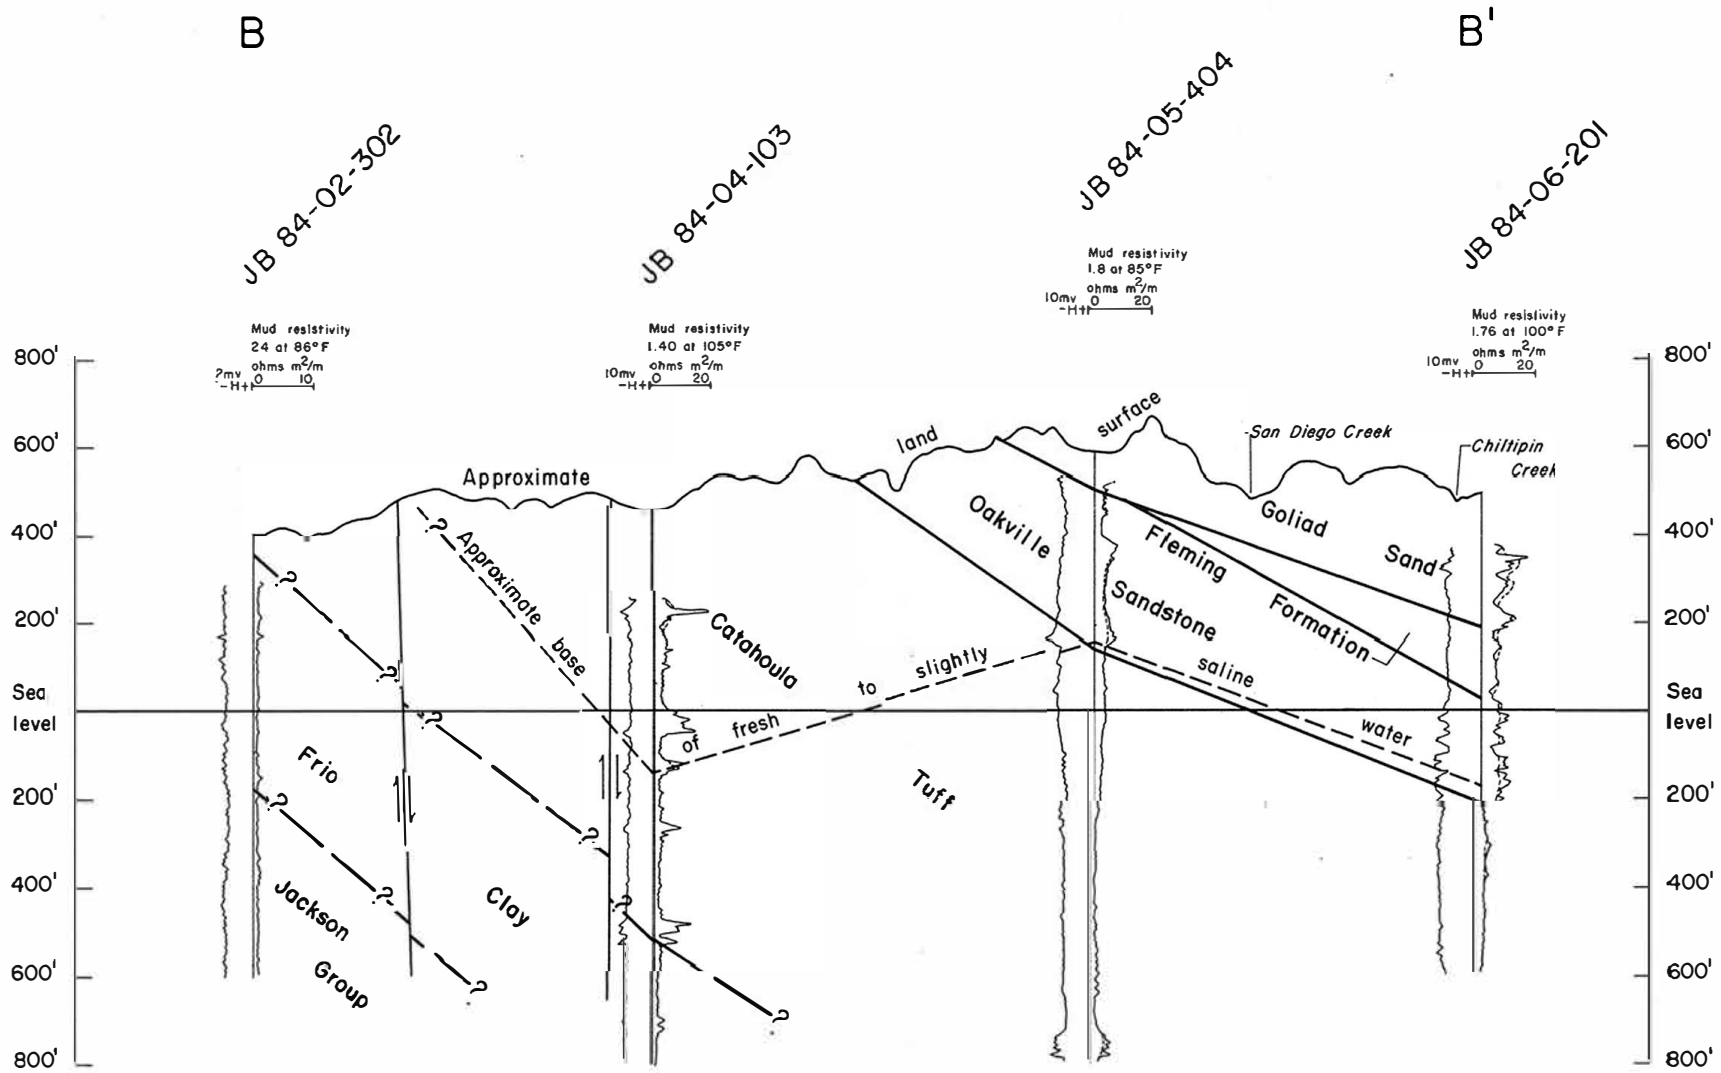 B
B'
JB 84-02-302
JB 84-04-103
JB 84-05-404
JB 84-06-201
Mud resistivity
24 at 86°F
ohms m²/m
?mv
-H+
0 10
Mud resistivity
1.40 at 105°F
ohms m²/m
10mv
-H+
0 20
Mud resistivity
1.8 at 85°F
ohms m²/m
10mv
-H+
0 20
Mud resistivity
1.76 at 100°F
ohms m²/m
10mv
-H+
0 20
800'
600'
400'
200'
Sea
level
200'
400'
600'
800'
800'
600'
400'
200'
Sea
level
200'
400'
600'
800'
Approximate land surface
San Diego Creek
Chiltipin
Creek
Goliad Sand
Fleming Formation
Oakville Sandstone
Catahoula Tuff
Approximate base of fresh to slightly saline water
Frio Clay
Jackson
Group
?
?
?
?
?
?
?
?
?
?
?